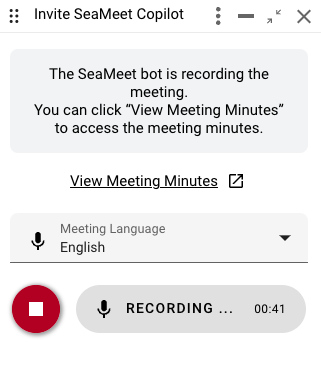 Invite SeaMeet Copilot
The SeaMeet bot is recording the
meeting.
You can click “View Meeting Minutes”
to access the meeting minutes.
View Meeting Minutes
Meeting Language
English
RECORDING ... 00:41